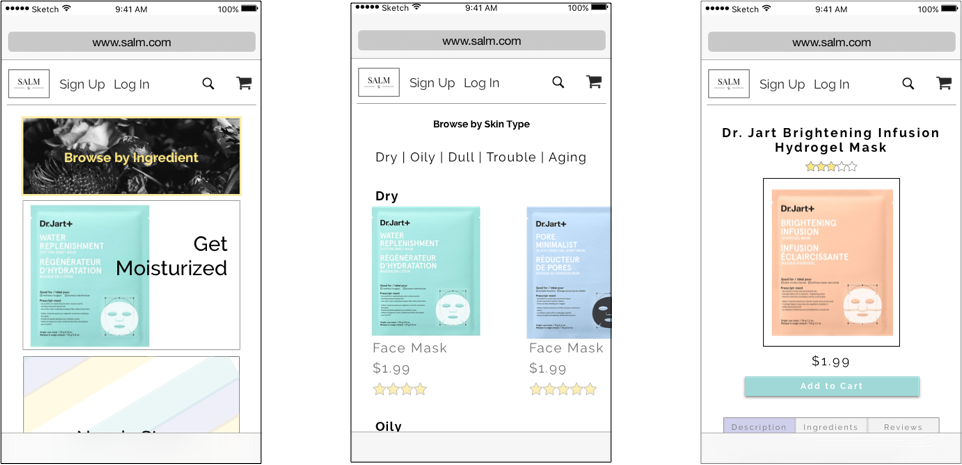 ••••• Sketch 9:41 AM 100%
www.salm.com
SALM
Sign Up Log In
Browse by Ingredient
Dr.Jart+
WATER
REPLENISHMENT
RÉGÉNÉRATEUR
D'HYDRATATION
Get
Moisturized
••••• Sketch 9:41 AM 100%
www.salm.com
SALM
Sign Up Log In
Browse by Skin Type
Dry | Oily | Dull | Trouble | Aging
Dry
Dr.Jart+
WATER
REPLENISHMENT
RÉGÉNÉRATEUR
D'HYDRATATION
Face Mask
$1.99
Dr.Jart+
PORE
MINIMALIST
RÉDUCTEUR
DE PORES
Face Mask
$1.99
Oily
••••• Sketch 9:41 AM 100%
www.salm.com
SALM
Sign Up Log In
Dr. Jart Brightening Infusion
Hydrogel Mask
Dr.Jart+
BRIGHTENING
INFUSION
INFUSION
ÉCLAIRCISSANTE
$1.99
Add to Cart
Description Ingredients Reviews